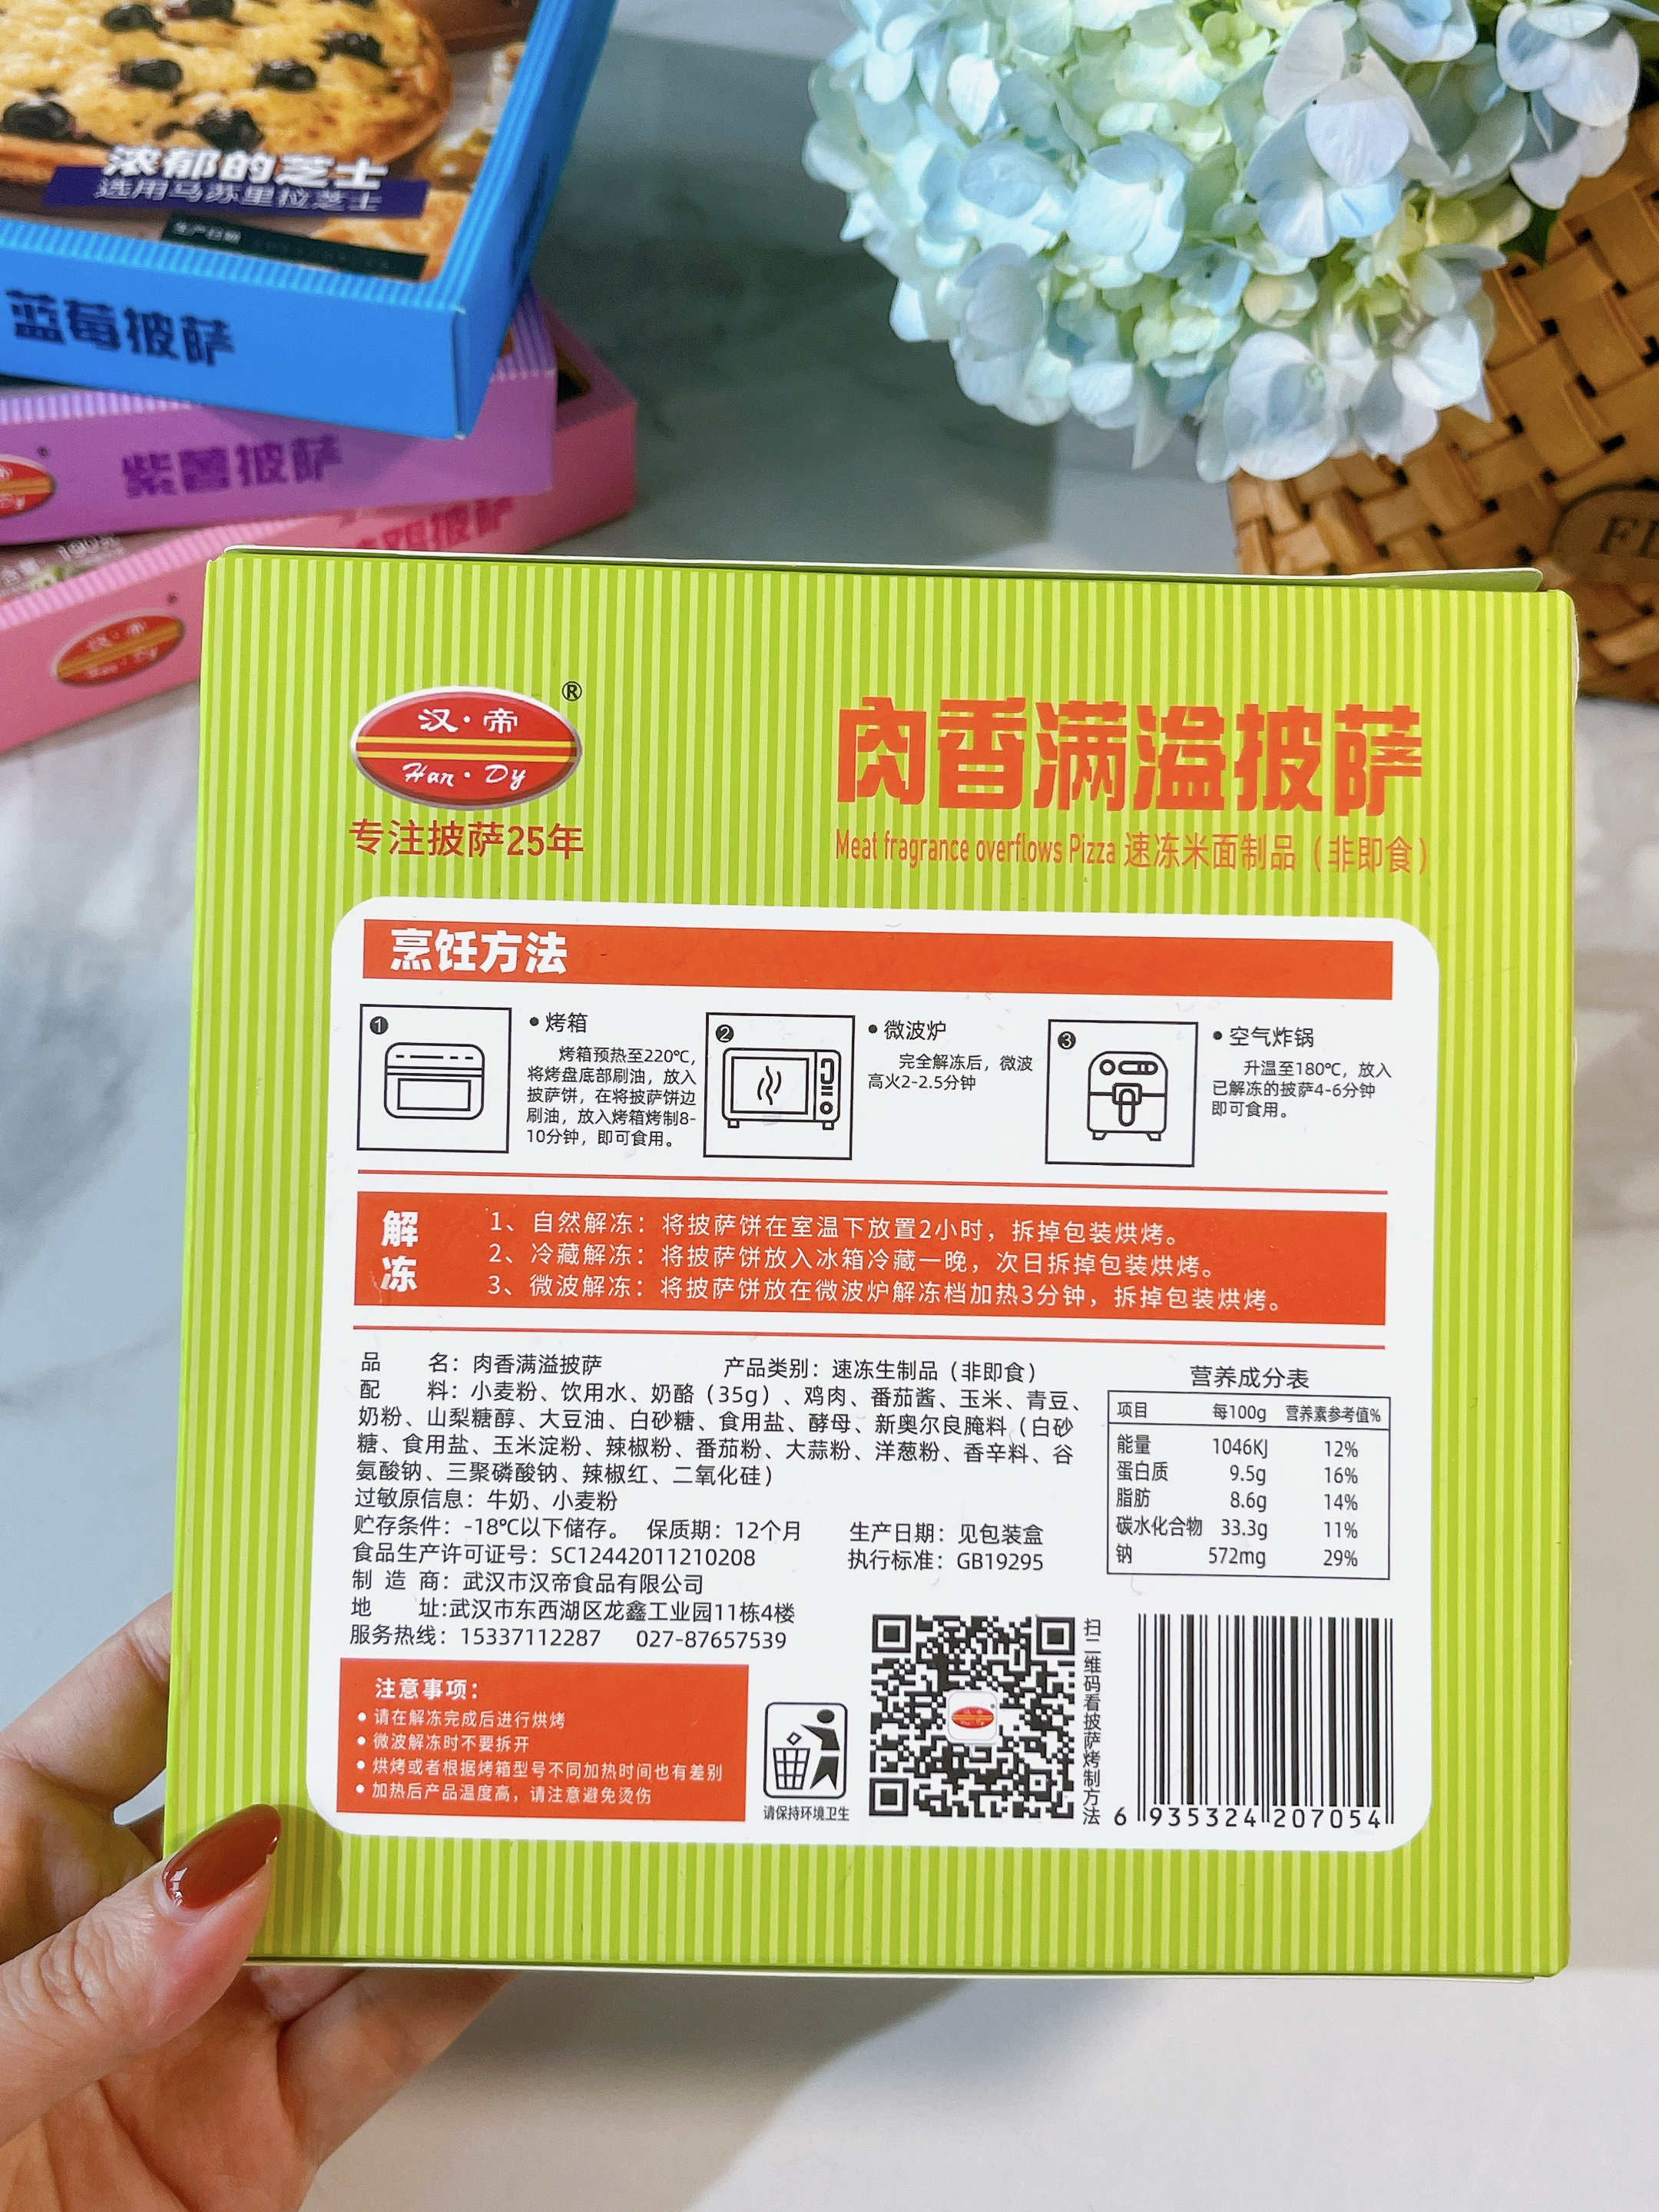 浓郁的芝士
选用马苏里拉芝士
生产日期
蓝莓披萨
紫薯披萨
披萨
汉·帝
Han·Dy
FL
汉·帝®
Han·Dy
专注披萨25年
肉香满溢披萨
Meat fragrance overflows Pizza 速冻米面制品（非即食）
烹饪方法
1
• 烤箱
烤箱预热至220℃，
将烤盘底部刷油，放入
披萨饼，在将披萨饼边
刷油，放入烤箱烤制8-
10分钟，即可食用。
2
• 微波炉
完全解冻后，微波
高火2-2.5分钟
3
• 空气炸锅
升温至180℃，放入
已解冻的披萨4-6分钟
即可食用。
解冻
1、自然解冻：将披萨饼在室温下放置2小时，拆掉包装烘烤。
2、冷藏解冻：将披萨饼放入冰箱冷藏一晚，次日拆掉包装烘烤。
3、微波解冻：将披萨饼放在微波炉解冻档加热3分钟，拆掉包装烘烤。
品 名：肉香满溢披萨 产品类别：速冻生制品（非即食）
配 料：小麦粉、饮用水、奶酪（35g）、鸡肉、番茄酱、玉米、青豆、
奶粉、山梨糖醇、大豆油、白砂糖、食用盐、酵母、新奥尔良腌料（白砂
糖、食用盐、玉米淀粉、辣椒粉、番茄粉、大蒜粉、洋葱粉、香辛料、谷
氨酸钠、三聚磷酸钠、辣椒红、二氧化硅）
过敏原信息：牛奶、小麦粉
贮存条件：-18℃以下储存。 保质期：12个月 生产日期：见包装盒
食品生产许可证号：SC12442011210208 执行标准：GB19295
制 造 商：武汉市汉帝食品有限公司
地 址:武汉市东西湖区龙鑫工业园11栋4楼
服务热线：15337112287 027-87657539
营养成分表
项目 每100g 营养素参考值%
能量 1046KJ 12%
蛋白质 9.5g 16%
脂肪 8.6g 14%
碳水化合物 33.3g 11%
钠 572mg 29%
注意事项：
• 请在解冻完成后进行烘烤
• 微波解冻时不要拆开
• 烘烤或者根据烤箱型号不同加热时间也有差别
• 加热后产品温度高，请注意避免烫伤
请保持环境卫生
扫二维码看披萨烤制方法
6 935324 207054